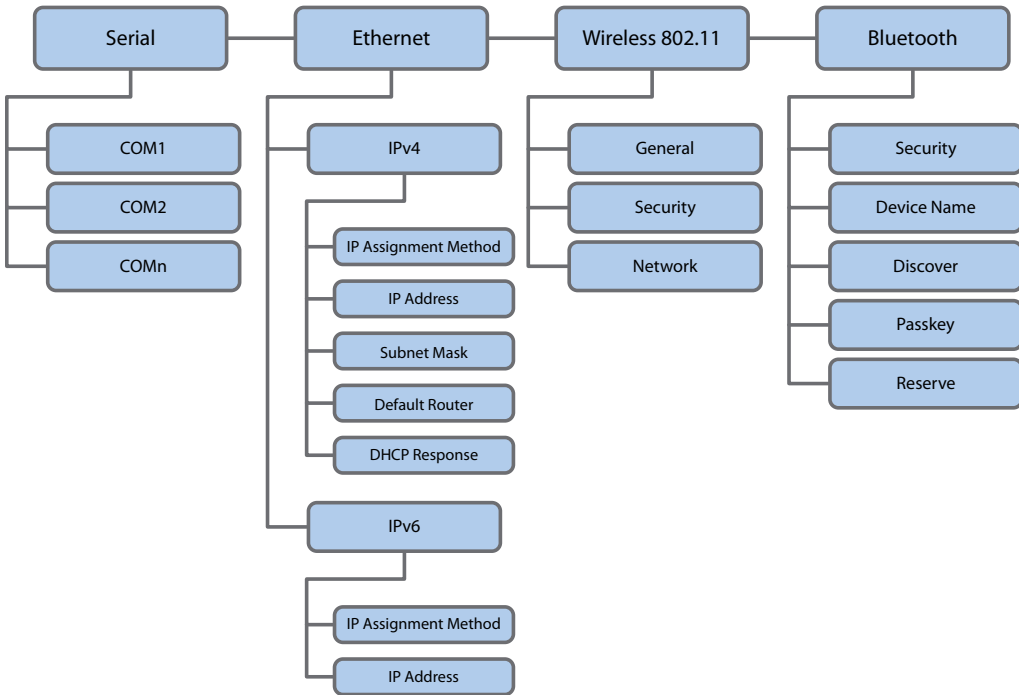 Serial
Ethernet
Wireless 802.11
Bluetooth
COM1
COM2
COMn
IPv4
IP Assignment Method
IP Address
Subnet Mask
Default Router
DHCP Response
IPv6
IP Assignment Method
IP Address
General
Security
Network
Security
Device Name
Discover
Passkey
Reserve